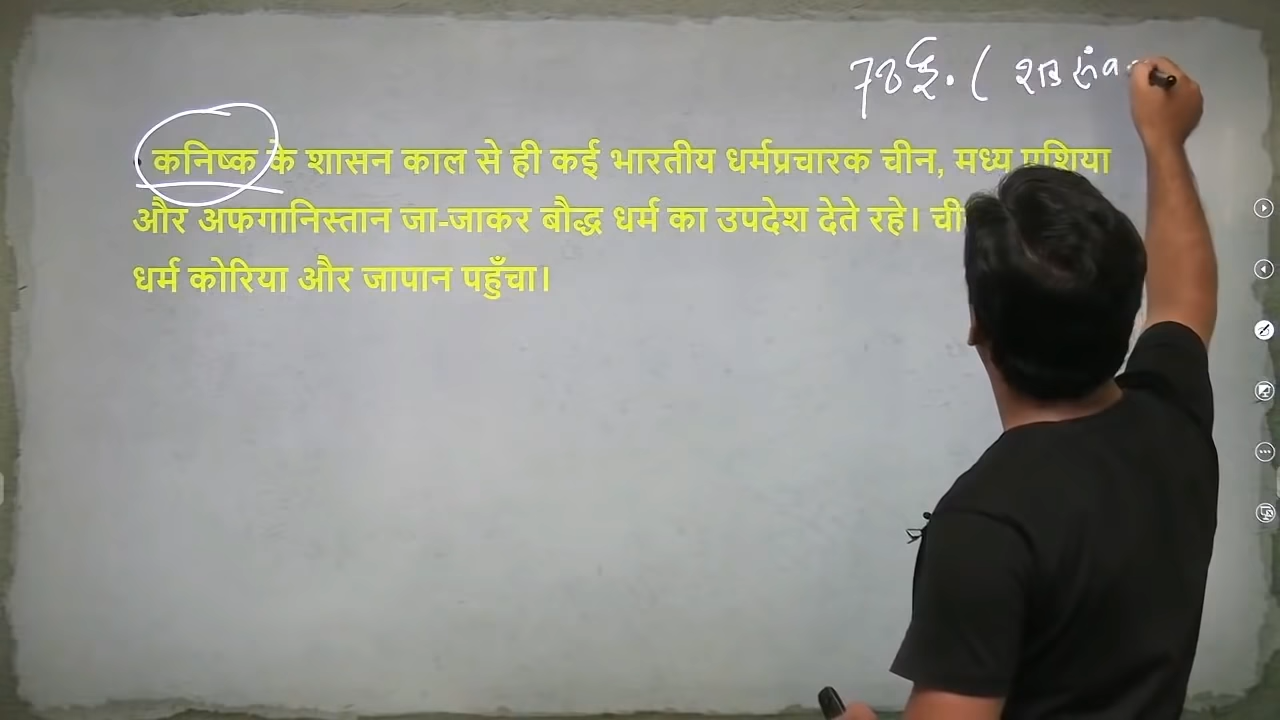 78 ई. ( शक संव
• कनिष्क के शासन काल से ही कई भारतीय धर्मप्रचारक चीन, मध्य एशिया
और अफगानिस्तान जा-जाकर बौद्ध धर्म का उपदेश देते रहे।
धर्म कोरिया और जापान पहुँचा।